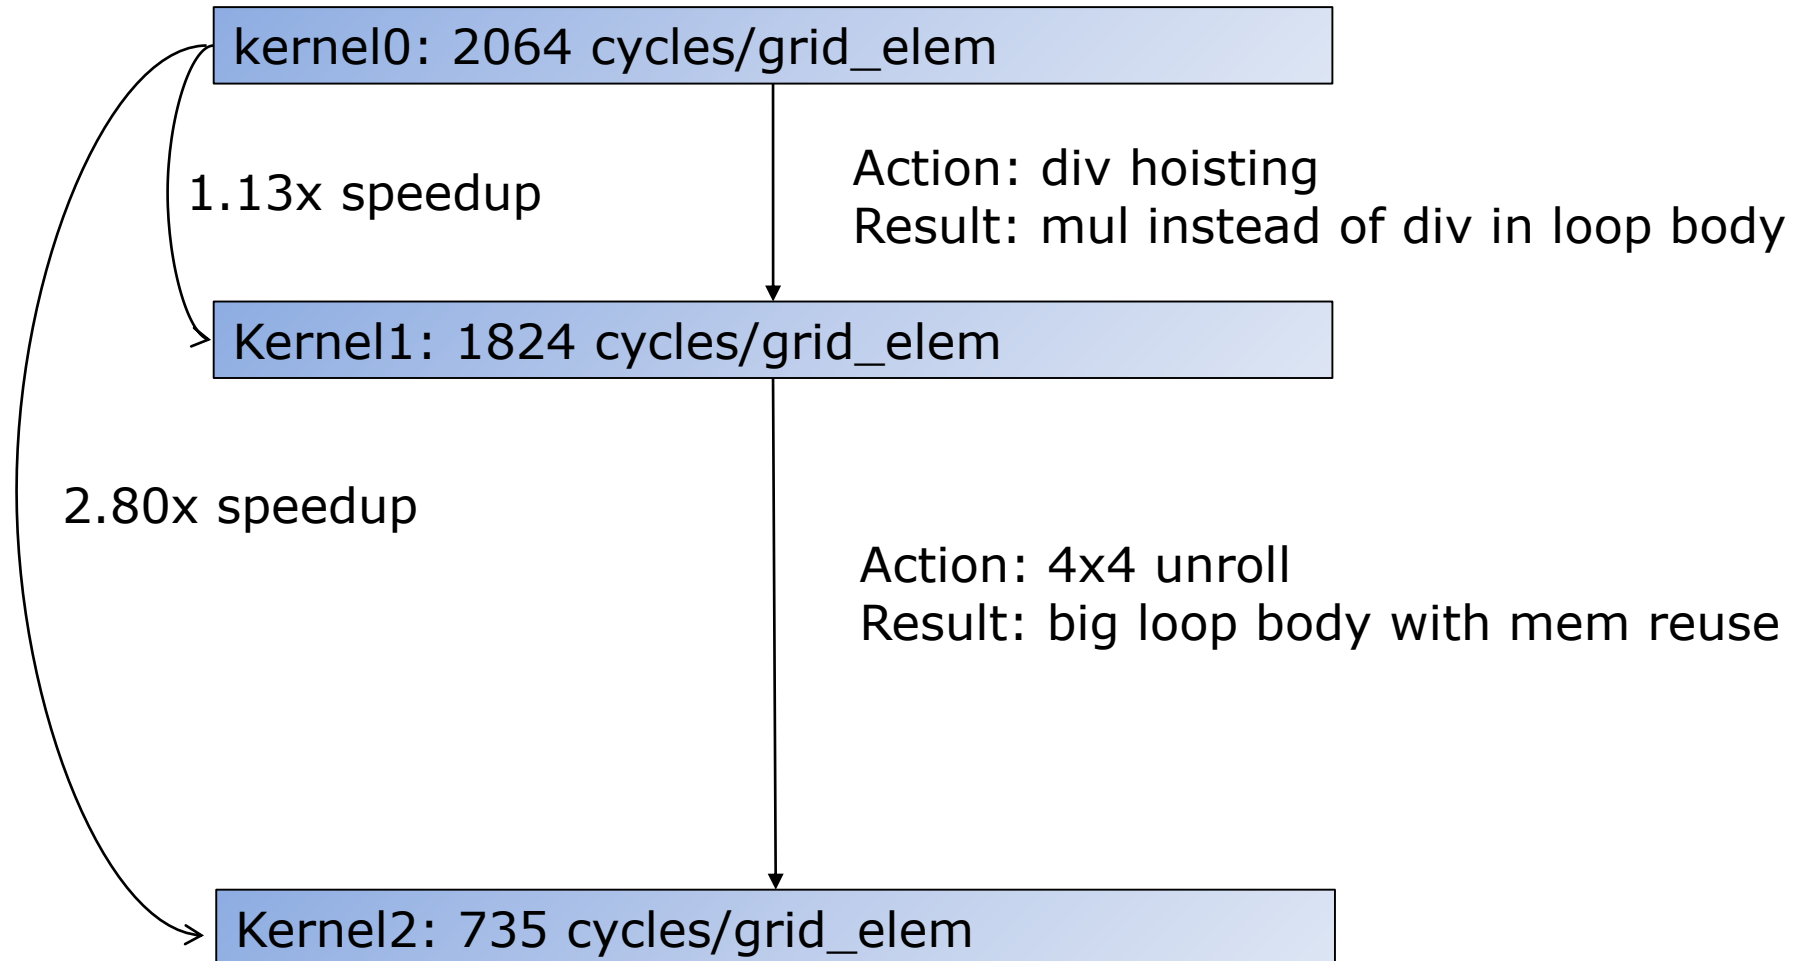 kernel0: 2064 cycles/grid_elem
1.13x speedup
Action: div hoisting
Result: mul instead of div in loop body
Kernel1: 1824 cycles/grid_elem
2.80x speedup
Action: 4x4 unroll
Result: big loop body with mem reuse
Kernel2: 735 cycles/grid_elem